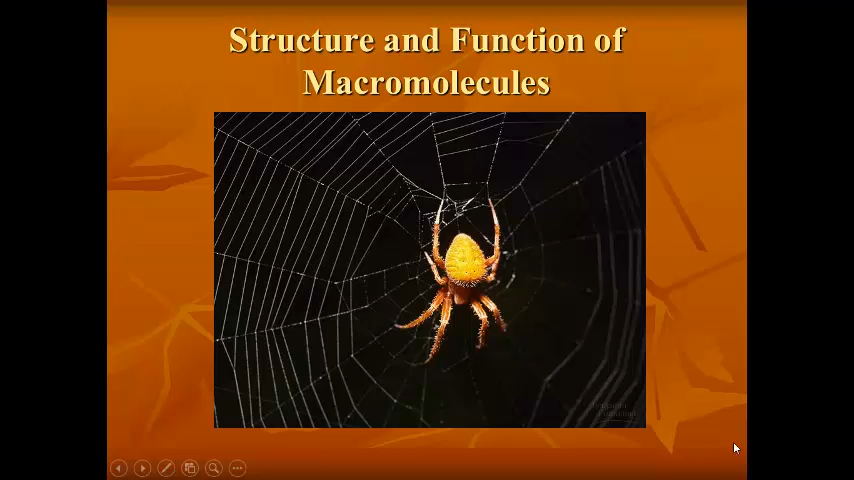 Structure and Function of
Macromolecules